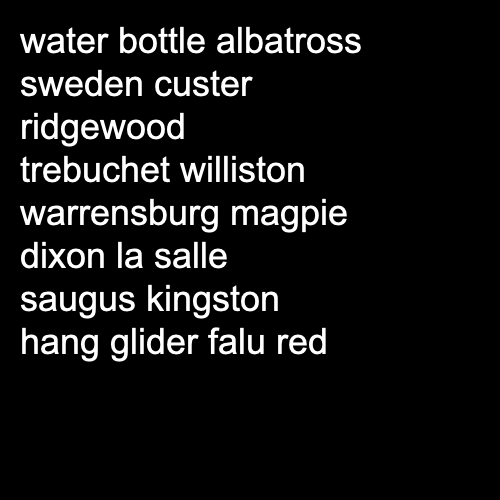 water bottle albatross
sweden custer
ridgewood
trebuchet williston
warrensburg magpie
dixon la salle
saugus kingston
hang glider falu red